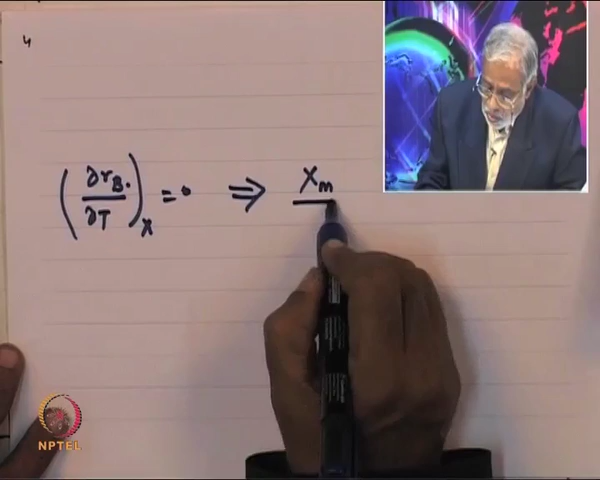 4
(∂r_B/∂T)_X = 0 ⇒ X_m
NPTEL